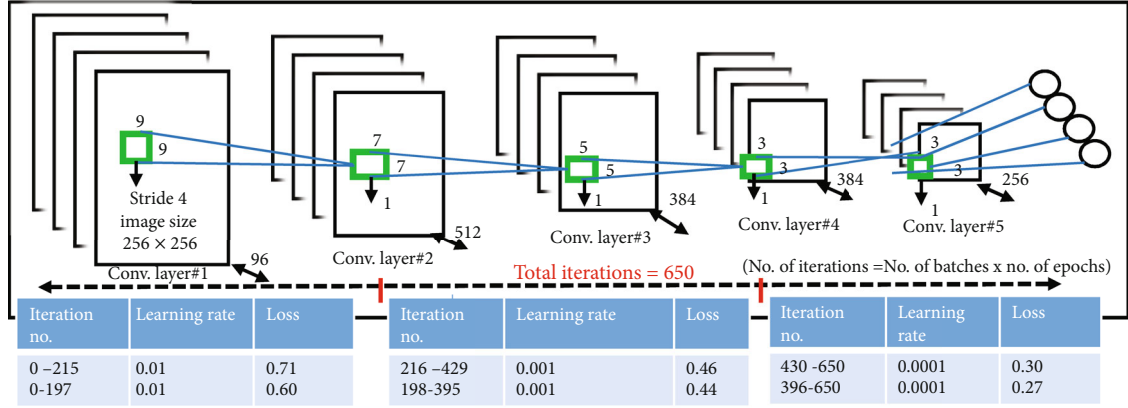 9
9
Stride 4
image size
256 × 256
Conv. layer#1
96
7
7
1
512
Conv. layer#2
5
5
1
384
Conv. layer#3
3
3
1
384
Conv. layer#4
3
3
1
256
Conv. layer#5
Total iterations = 650
(No. of iterations =No. of batches x no. of epochs)
Iteration no. Learning rate Loss
0 –215 0.01 0.71
0-197 0.01 0.60
Iteration no. Learning rate Loss
216 –429 0.001 0.46
198-395 0.001 0.44
Iteration no. Learning rate Loss
430 -650 0.0001 0.30
396-650 0.0001 0.27